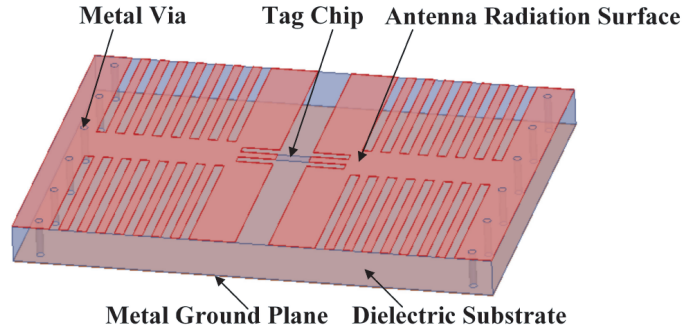 Metal Via
Tag Chip
Antenna Radiation Surface
Metal Ground Plane
Dielectric Substrate